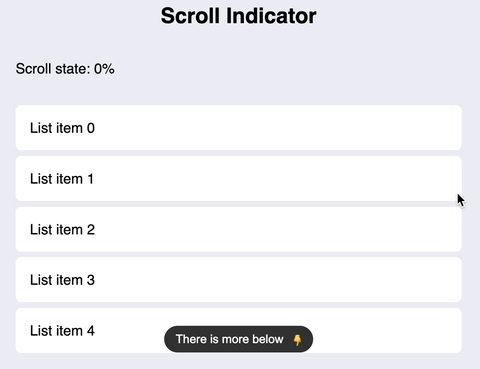 Scroll Indicator
Scroll state: 0%
List item 0
List item 1
List item 2
List item 3
List item 4
There is more below 👇